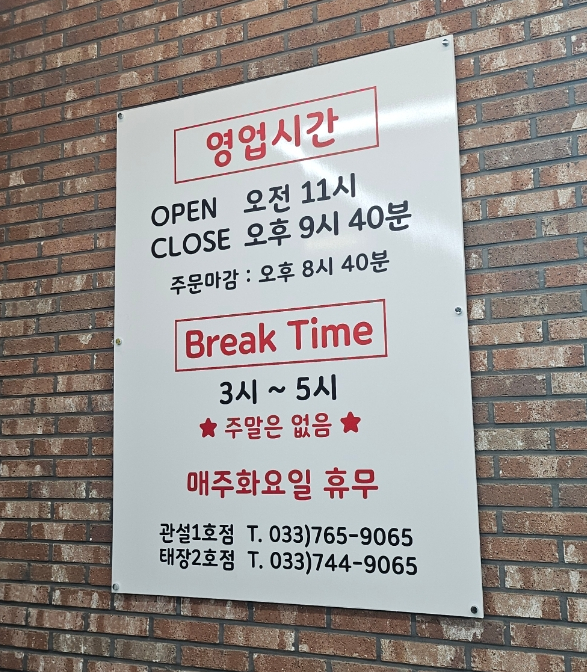 영업시간
OPEN 오전 11시
CLOSE 오후 9시 40분
주문마감 : 오후 8시 40분
Break Time
3시 ~ 5시
★ 주말은 없음 ★
매주화요일 휴무
관설1호점 T. 033)765-9065
태장2호점 T. 033)744-9065